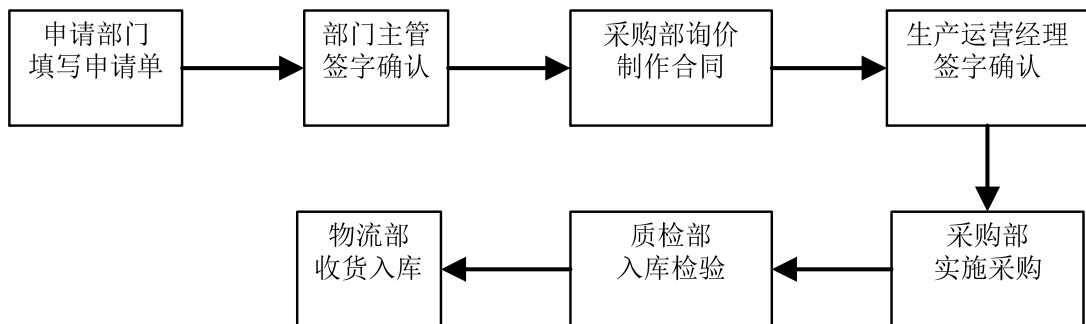 申请部门
填写申请单
部门主管
签字确认
采购部询价
制作合同
生产运营经理
签字确认
采购部
实施采购
质检部
入库检验
物流部
收货入库